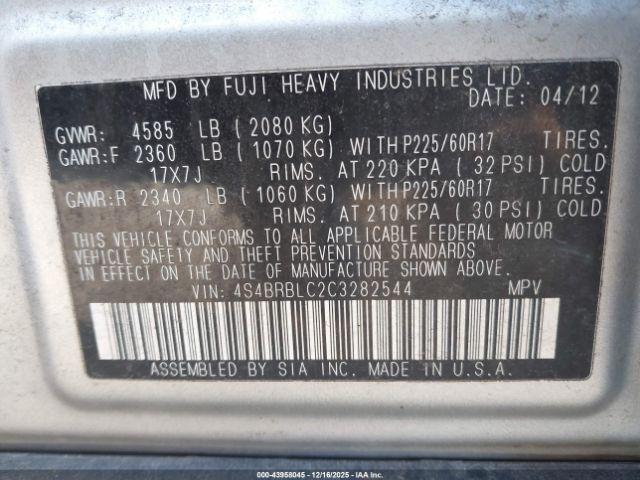 MFD BY FUJI HEAVY INDUSTRIES LTD.
DATE: 04/12
GVWR: 4585 LB ( 2080 KG)
GAWR:F 2360 LB ( 1070 KG) WITH P225/60R17 TIRES.
17X7J RIMS. AT 220 KPA ( 32 PSI) COLD
GAWR:R 2340 LB ( 1060 KG) WITH P225/60R17 TIRES.
17X7J RIMS. AT 210 KPA ( 30 PSI) COLD
THIS VEHICLE CONFORMS TO ALL APPLICABLE FEDERAL MOTOR
VEHICLE SAFETY AND THEFT PREVENTION STANDARDS
IN EFFECT ON THE DATE OF MANUFACTURE SHOWN ABOVE.
VIN: 4S4BRBLC2C3282544 MPV
ASSEMBLED BY SIA INC. MADE IN U.S.A.
000-43958045 - 12/16/2025 - IAAI.COM